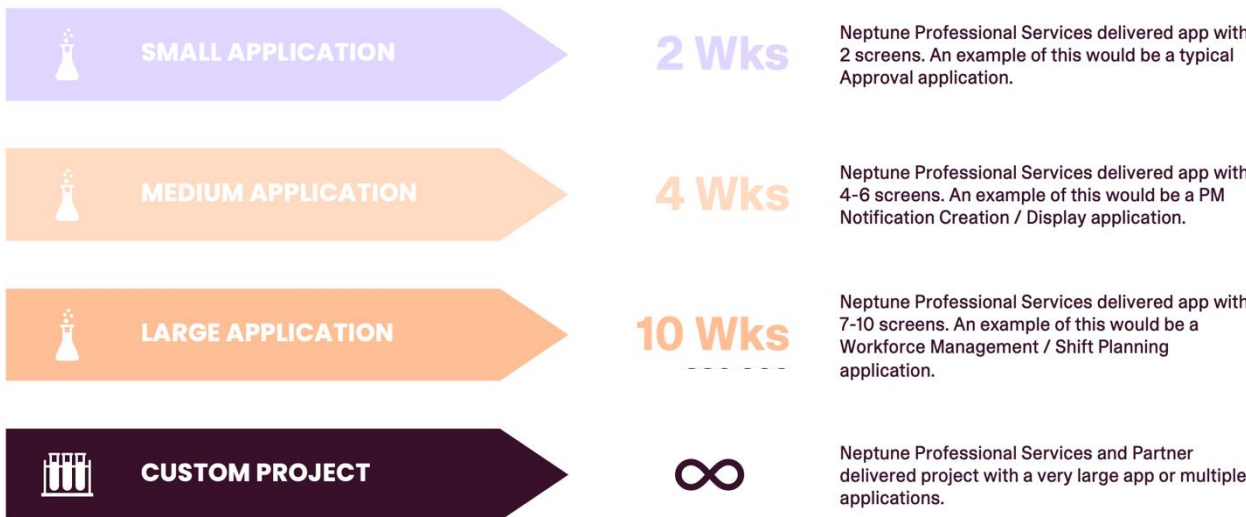 SMALL APPLICATION
2 Wks
Neptune Professional Services delivered app with
2 screens. An example of this would be a typical
Approval application.
MEDIUM APPLICATION
4 Wks
Neptune Professional Services delivered app with
4-6 screens. An example of this would be a PM
Notification Creation / Display application.
LARGE APPLICATION
10 Wks
Neptune Professional Services delivered app with
7-10 screens. An example of this would be a
Workforce Management / Shift Planning
application.
CUSTOM PROJECT
∞
Neptune Professional Services and Partner
delivered project with a very large app or multiple
applications.